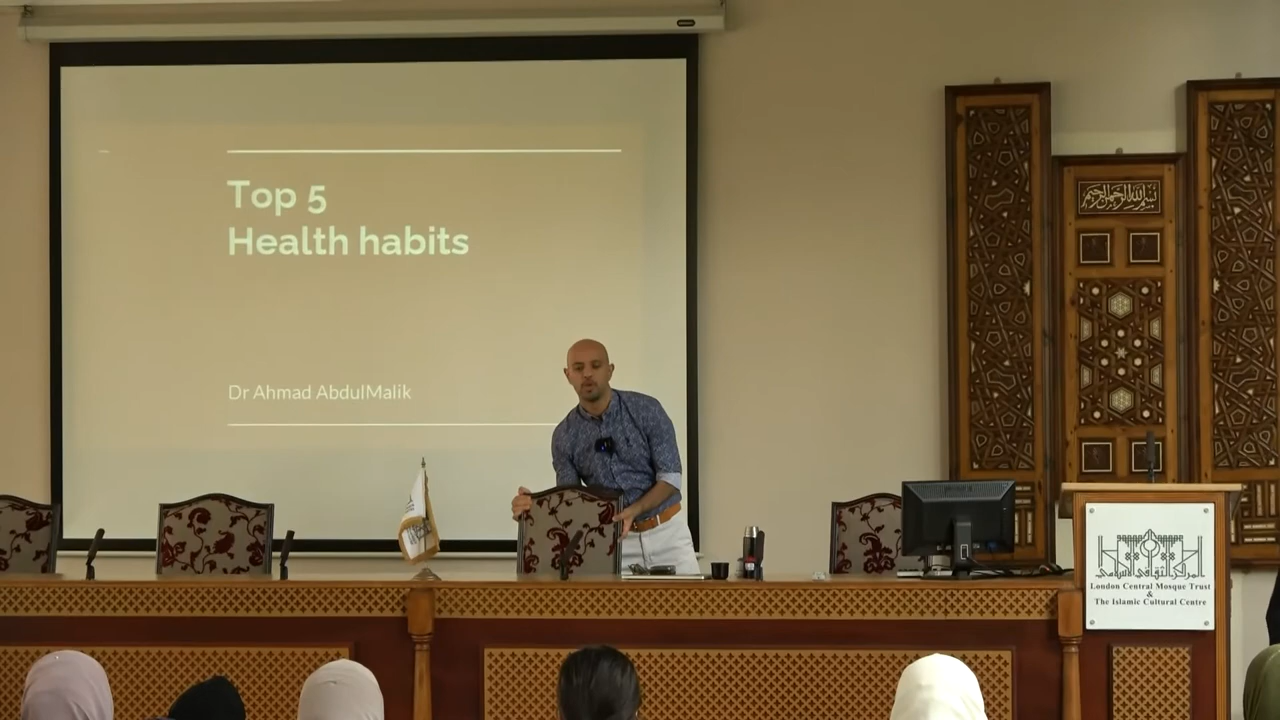 Top 5
Health habits
Dr Ahmad AbdulMalik
بسم الله الرحمن الرحيم
London Central Mosque Trust
&
The Islamic Cultural Centre